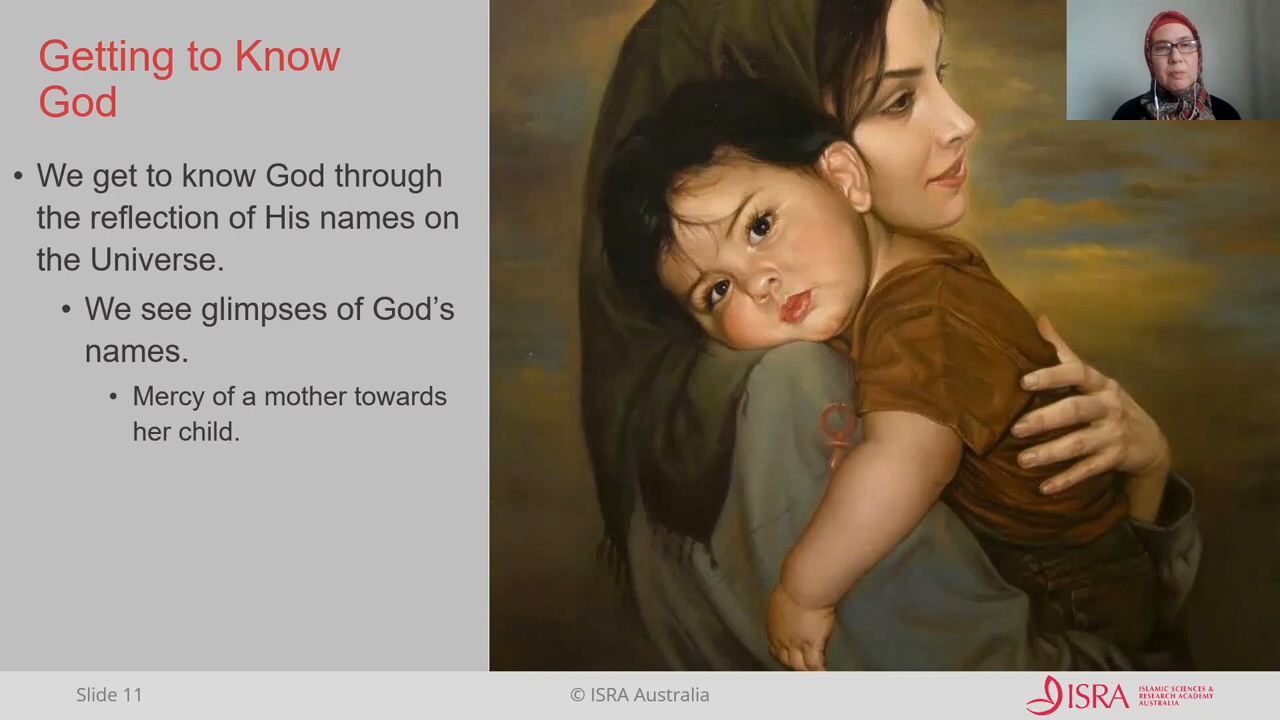 Getting to Know
God
• We get to know God through
the reflection of His names on
the Universe.
• We see glimpses of God’s
names.
• Mercy of a mother towards
her child.
Slide 11
© ISRA Australia
ISRA
ISLAMIC SCIENCES &
RESEARCH ACADEMY
AUSTRALIA